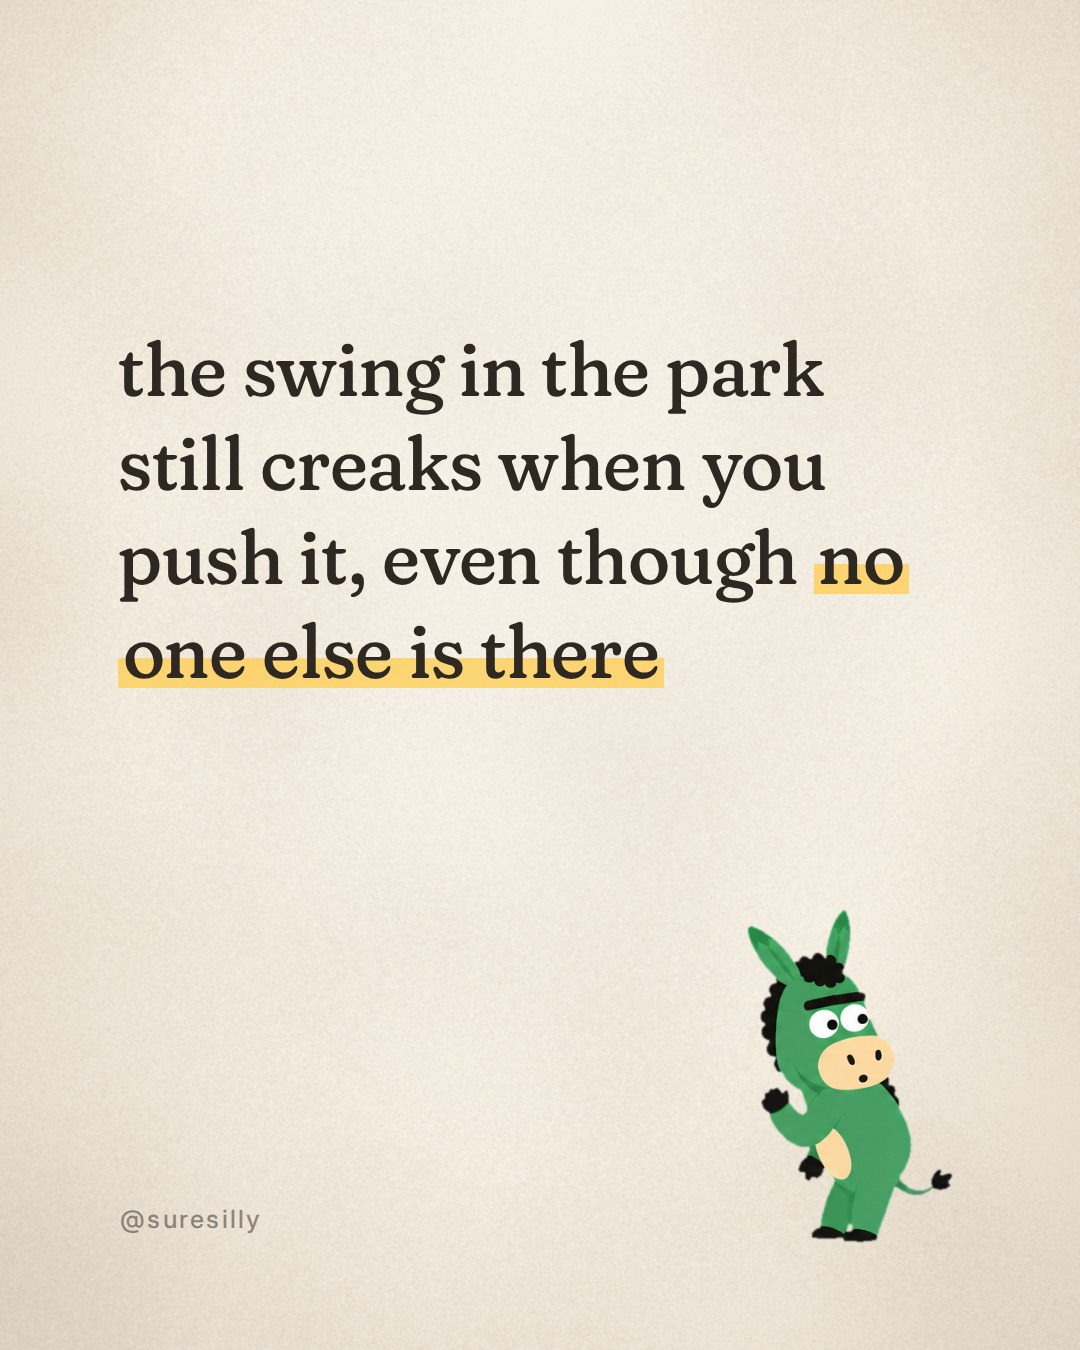 the swing in the park
still creaks when you
push it, even though no
one else is there
@suresilly